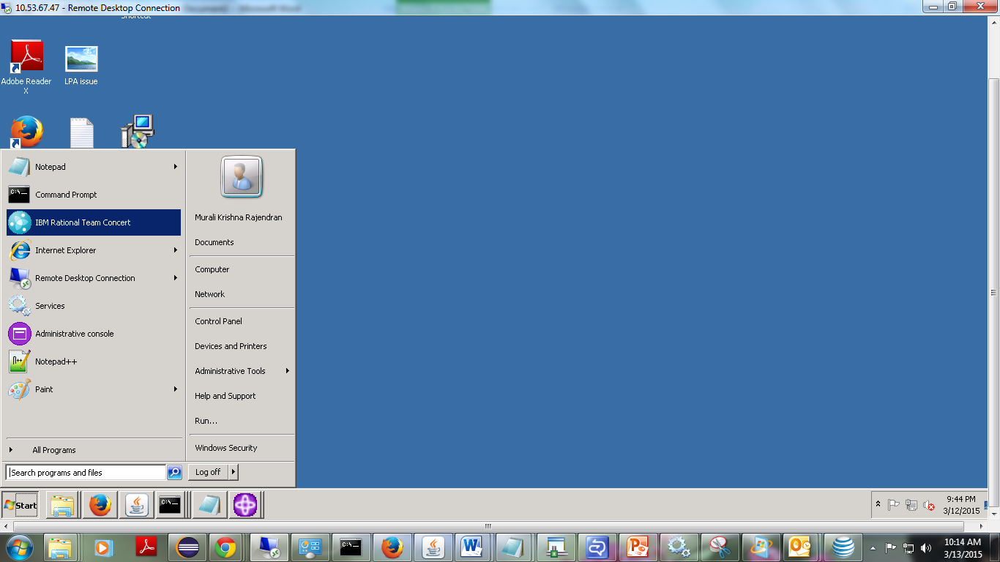 10.53.67.47 - Remote Desktop Connection
Shortcut
Adobe Reader
X
LPA issue
Notepad
Command Prompt
IBM Rational Team Concert
Internet Explorer
Remote Desktop Connection
Services
Administrative console
Notepad++
Paint
All Programs
Search programs and files
Murali Krishna Rajendran
Documents
Computer
Network
Control Panel
Devices and Printers
Administrative Tools
Help and Support
Run...
Windows Security
Log off
Start
9:44 PM
3/12/2015
10:14 AM
3/13/2015